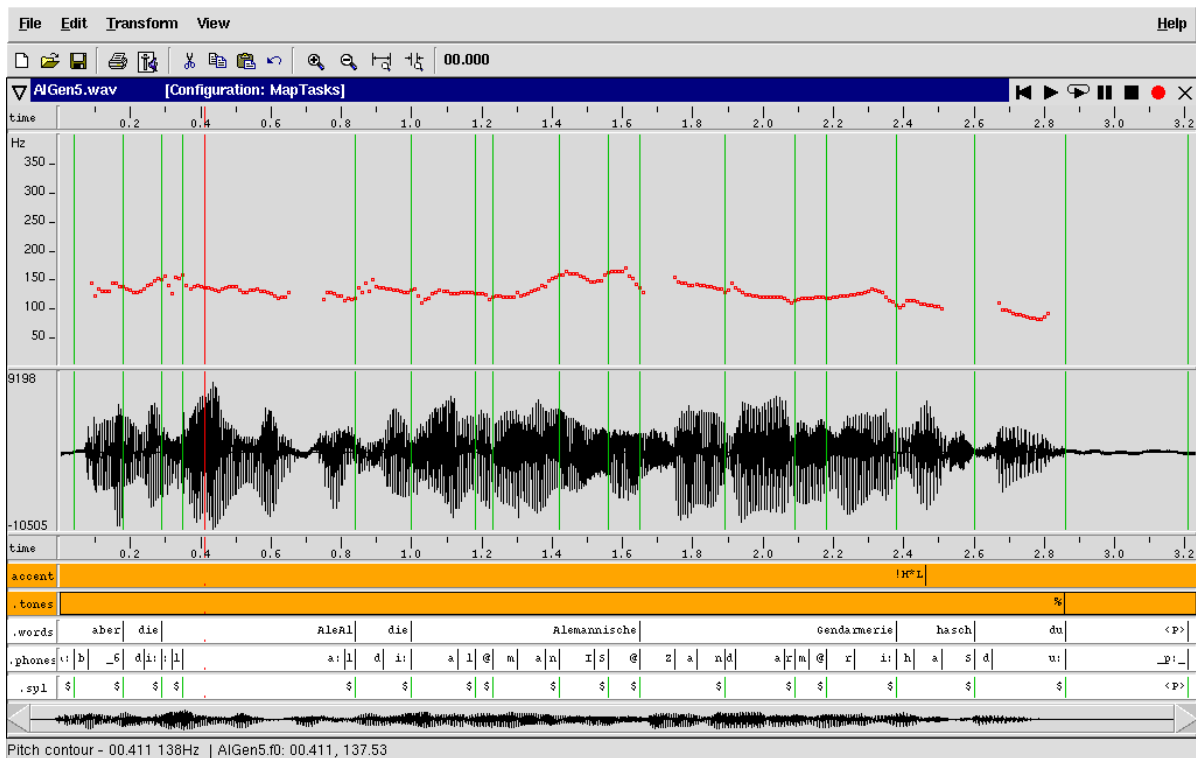 File Edit Transform View Help
00.000
AlGen5.wav [Configuration: MapTasks]
time 0.2 0.4 0.6 0.8 1.0 1.2 1.4 1.6 1.8 2.0 2.2 2.4 2.6 2.8 3.0 3.2
Hz
350
300
250
200
150
100
50
9198
-10505
time 0.2 0.4 0.6 0.8 1.0 1.2 1.4 1.6 1.8 2.0 2.2 2.4 2.6 2.8 3.0 3.2
accent !H*L
.tones %
.words aber die AleAl die Alemannische Gendarmerie hasch du <P>
.phones b _6 d i: l a: l d i: a l @ m a n I S @ Z a n d a r m @ r i: h a S d u: _p:_
.syl $ $ $ $ $ $ $ $ $ $ $ $ $ $ $ $ $ <P>
Pitch contour - 00.411 138Hz | AlGen5.f0: 00.411, 137.53